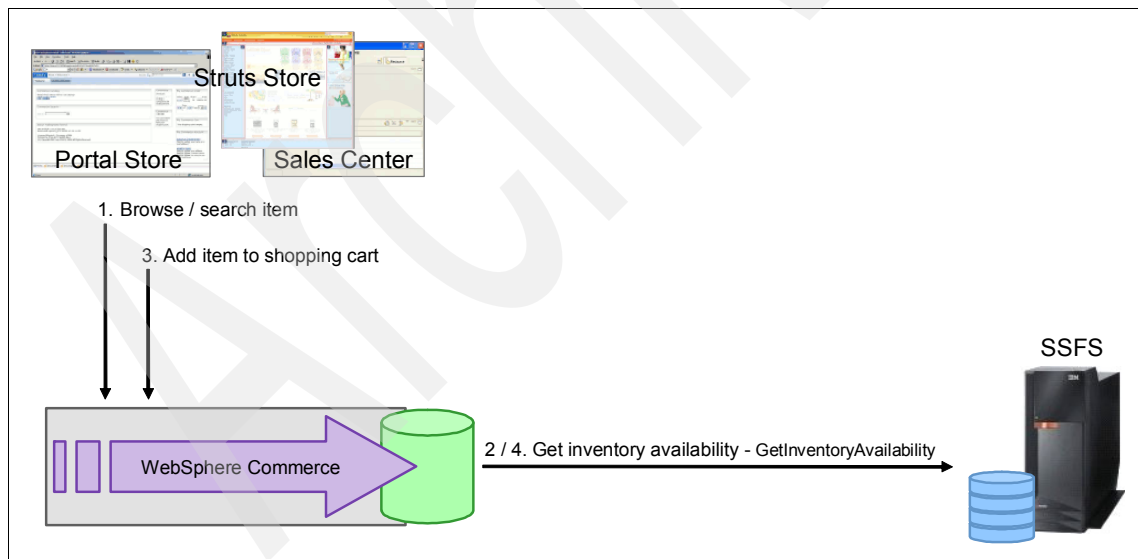 Struts Store
Portal Store
Sales Center
1. Browse / search item
3. Add item to shopping cart
SSFS
IBM
WebSphere Commerce
2 / 4. Get inventory availability - GetInventoryAvailability